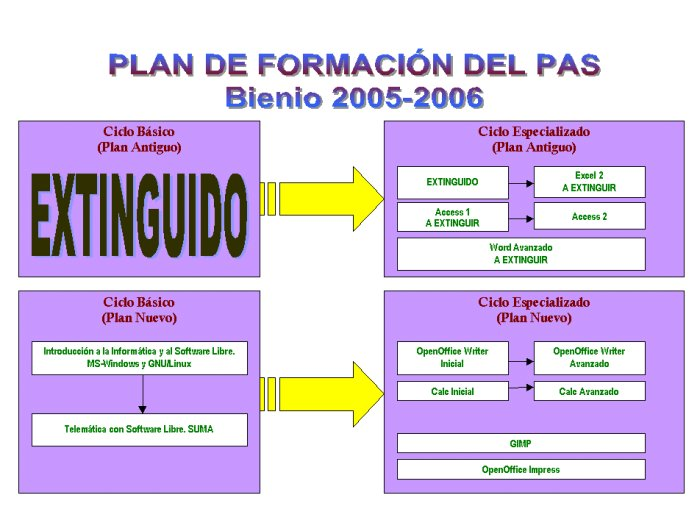 PLAN DE FORMACIÓN DEL PAS
Bienio 2005-2006
Ciclo Básico
(Plan Antiguo)
EXTINGUIDO
Ciclo Especializado
(Plan Antiguo)
EXTINGUIDO
Excel 2
A EXTINGUIR
Access 1
A EXTINGUIR
Access 2
Word Avanzado
A EXTINGUIR
Ciclo Básico
(Plan Nuevo)
Introducción a la Informática y al Software Libre.
MS-Windows y GNU/Linux
Telemática con Software Libre. SUMA
Ciclo Especializado
(Plan Nuevo)
OpenOffice Writer
Inicial
OpenOffice Writer
Avanzado
Calc Inicial
Calc Avanzado
GIMP
OpenOffice Impress